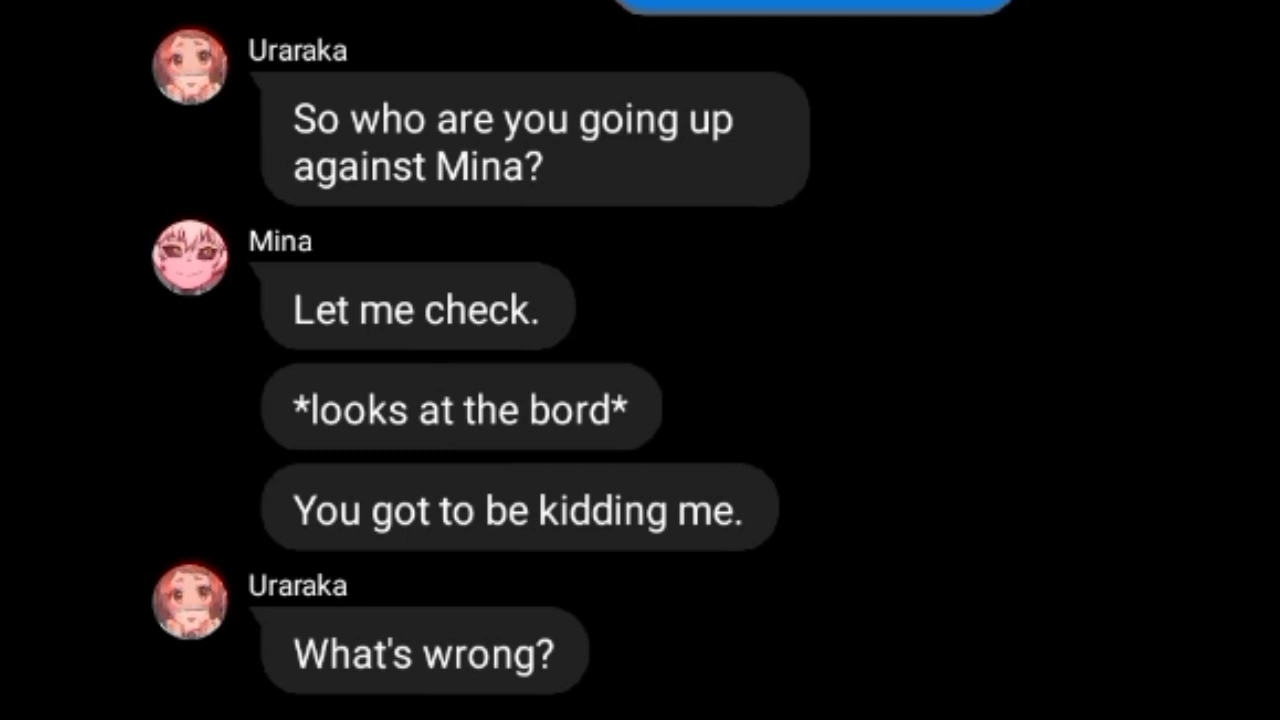 Uraraka
So who are you going up
against Mina?
Mina
Let me check.
*looks at the bord*
You got to be kidding me.
Uraraka
What's wrong?